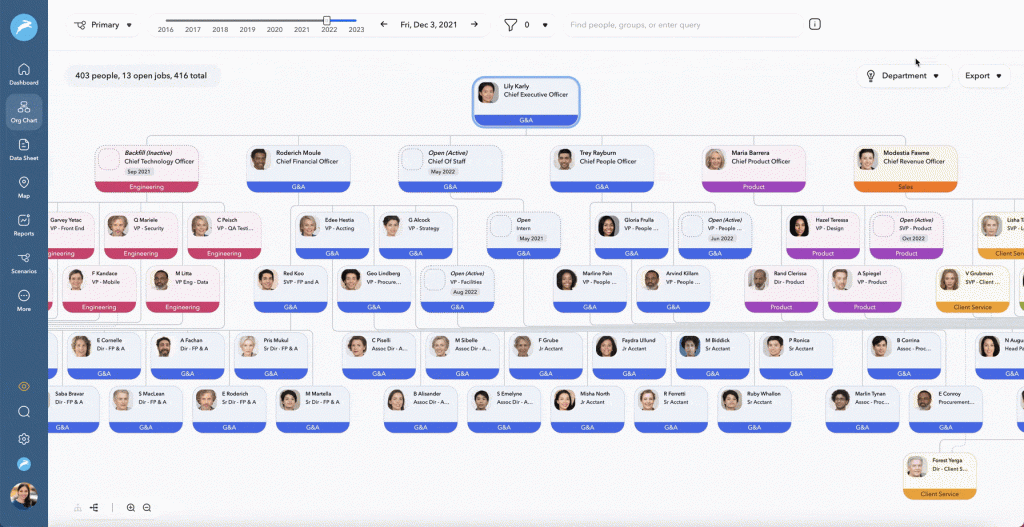 Primary
2016 2017 2018 2019 2020 2021 2022 2023
Fri, Dec 3, 2021
0
Find people, groups, or enter query
Dashboard
Org Chart
Data Sheet
Map
Reports
Scenarios
More
403 people, 13 open jobs, 416 total
Department
Export
Lily Karly
Chief Executive Officer
G&A
Backfill (Inactive)
Chief Technology Officer
Sep 2021
Engineering
Roderich Moule
Chief Financial Officer
G&A
Open (Active)
Chief Of Staff
May 2022
G&A
Trey Rayburn
Chief People Officer
G&A
Maria Barrera
Chief Product Officer
Product
Modestia Fawne
Chief Revenue Officer
Sales
Garvey Yetac
VP - Front End
gineering
Q Mariele
VP - Security
Engineering
C Peisch
VP - QA Testi...
Engineering
Edee Hestia
VP - Accting
G&A
G Alcock
VP - Strategy
G&A
Open
Intern
May 2021
G&A
Gloria Frulla
VP - People ...
G&A
Open (Active)
VP - People ...
Jun 2022
G&A
Hazel Teressa
VP - Design
Product
Open (Active)
SVP - Product
Oct 2022
Product
Lisha T
SVP - 
Client Serv
F Kandace
VP - Mobile
Engineering
M Litta
VP Eng - Data
Engineering
Red Koo
SVP - FP and A
G&A
Geo Lindberg
VP - Procure...
G&A
Open (Active)
VP - Facilities
Aug 2022
G&A
Marline Pain
VP - People ...
G&A
Arvind Killam
VP - People ...
G&A
Rand Clerissa
Dir - Product
Product
A Spiegel
VP - Product
Product
V Grubman
SVP - Client ...
Client Service
E Cornelle
Dir - FP & A
G&A
A Fachan
Dir - FP & A
G&A
Pris Mukul
Sr Dir - FP & A
G&A
C Piselli
Assoc Dir - A...
G&A
M Sibelle
Assoc Dir - A...
G&A
F Grube
Jr Acctant
G&A
Faydra Ullund
Jr Acctant
G&A
M Biddick
Sr Acctant
G&A
P Ronica
Sr Acctant
G&A
B Corrina
Assoc - Proc...
G&A
N Augu
Head P
G&A
Saba Bravar
Dir - FP & A
G&A
S MacLean
Dir - FP & A
G&A
E Roderich
Sr Dir - FP & A
G&A
M Martella
Sr Dir - FP & A
G&A
B Alisander
Assoc Dir - A...
G&A
S Emelyne
Assoc Dir - A...
G&A
Misha North
Jr Acctant
G&A
R Ferretti
Sr Acctant
G&A
Ruby Whallon
Sr Acctant
G&A
Marlin Tynan
Assoc - Proc...
G&A
E Conroy
Procurement...
G&A
Forest Yerga
Dir - Client S...
Client Service